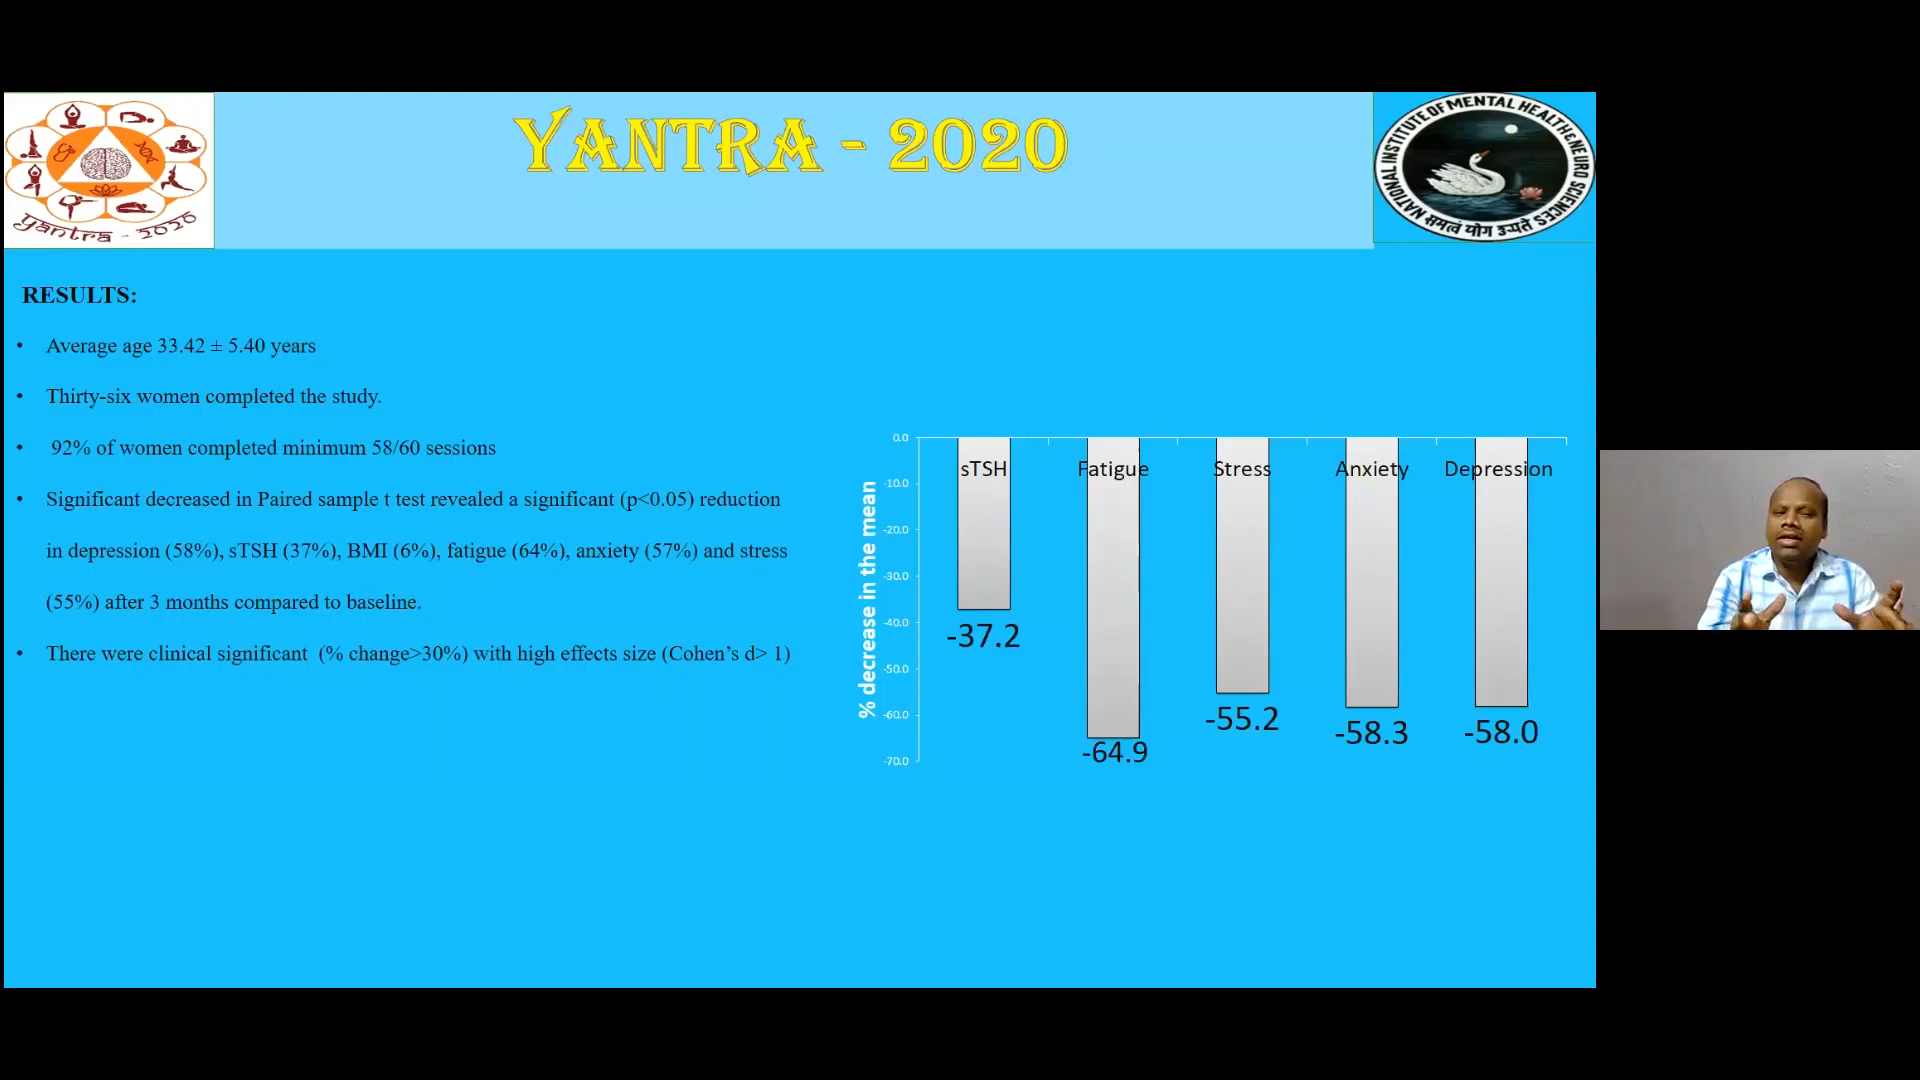 YANTRA - 2020
Yantra - 2020
NATIONAL INSTITUTE OF MENTAL HEALTH & NEURO SCIENCES
समत्वं योग उच्यते
RESULTS:
• Average age 33.42 ± 5.40 years
• Thirty-six women completed the study.
• 92% of women completed minimum 58/60 sessions
• Significant decreased in Paired sample t test revealed a significant (p<0.05) reduction
in depression (58%), sTSH (37%), BMI (6%), fatigue (64%), anxiety (57%) and stress
(55%) after 3 months compared to baseline.
• There were clinical significant (% change>30%) with high effects size (Cohen’s d> 1)
% decrease in the mean
0.0
-10.0
-20.0
-30.0
-40.0
-50.0
-60.0
-70.0
sTSH Fatigue Stress Anxiety Depression
-37.2
-64.9
-55.2
-58.3
-58.0